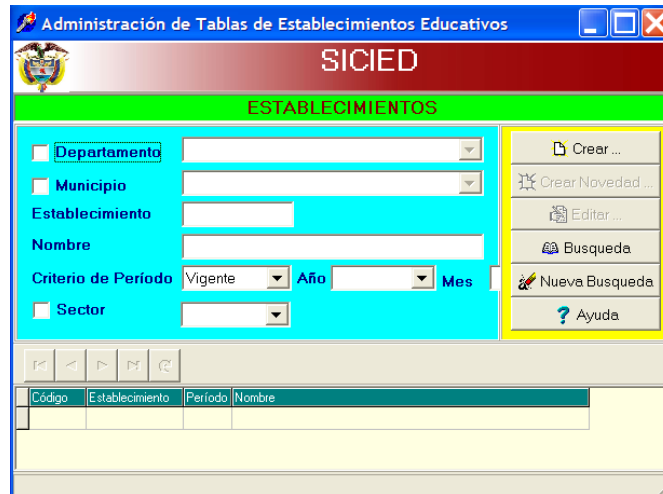 Administración de Tablas de Establecimientos Educativos
SICIED
ESTABLECIMIENTOS
Departamento
Municipio
Establecimiento
Nombre
Criterio de Período Vigente Año Mes
Sector
Crear ...
Crear Novedad ...
Editar ...
Busqueda
Nueva Busqueda
? Ayuda
Código Establecimiento Período Nombre